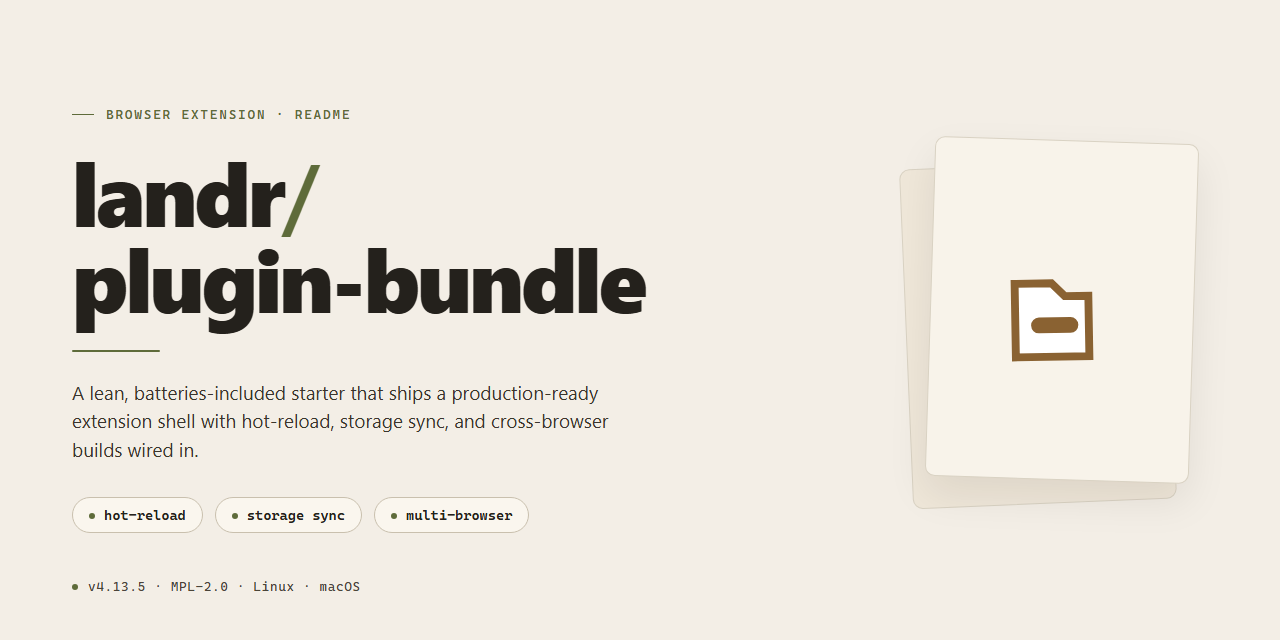 BROWSER EXTENSION · README
landr/
plugin-bundle
A lean, batteries-included starter that ships a production-ready
extension shell with hot-reload, storage sync, and cross-browser
builds wired in.
hot-reload
storage sync
multi-browser
v4.13.5 · MPL-2.0 · Linux · macOS